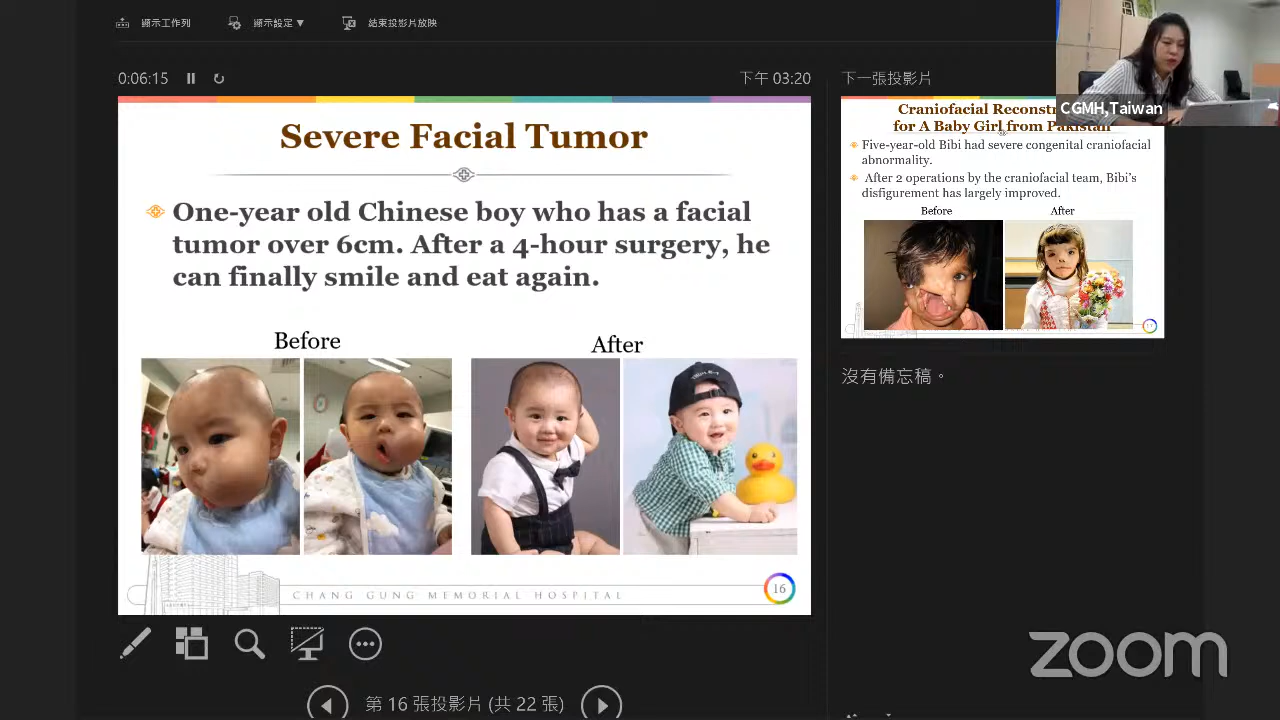 顯示工作列 顯示設定 ▼ 結束投影片放映
0:06:15
下午 03:20
Severe Facial Tumor
One-year old Chinese boy who has a facial
tumor over 6cm. After a 4-hour surgery, he
can finally smile and eat again.
Before After
CHANG GUNG MEMORIAL HOSPITAL
16
第 16 張投影片 (共 22 張)
下一張投影片
CGMH,Taiwan
Craniofacial Reconstr
for A Baby Girl from Pakistan
Five-year-old Bibi had severe congenital craniofacial
abnormality.
After 2 operations by the craniofacial team, Bibi's
disfigurement has largely improved.
Before After
沒有備忘稿。
zoom